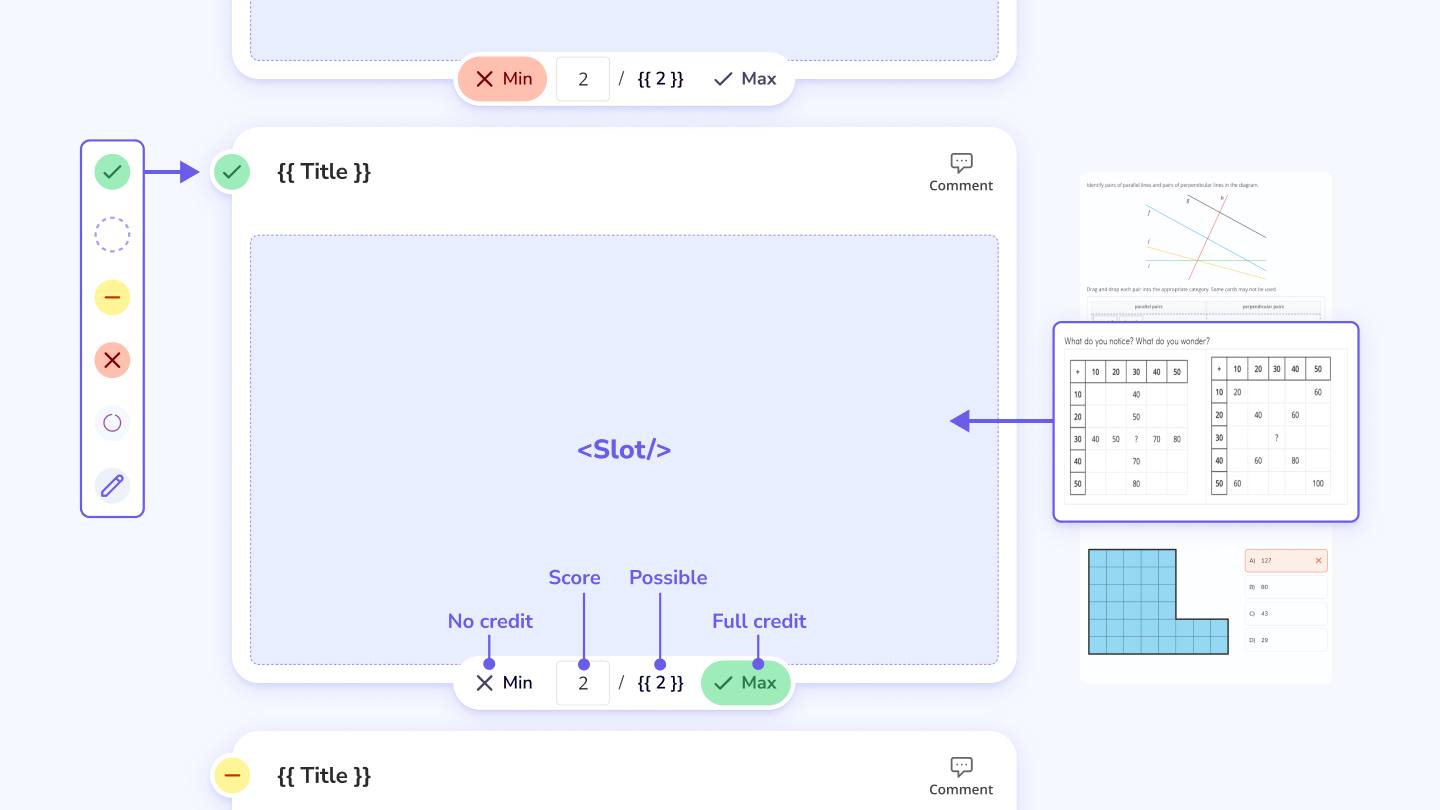 Min 2 / {{ 2 }} Max
{{ Title }}
Comment
<Slot/>
Score Possible
No credit Full credit
Min 2 / {{ 2 }} Max
{{ Title }}
Comment
Identify pairs of parallel lines and pairs of perpendicular lines in the diagram.
g h
f
j
l
Drag and drop each pair into the appropriate category. Some cards may not be used.
parallel pairs perpendicular pairs
What do you notice? What do you wonder?
+ 10 20 30 40 50
10 40
20 50
30 40 50 ? 70 80
40 70
50 80
+ 10 20 30 40 50
10 20 60
20 40 60
30 ?
40 60 80
50 60 100
A) 127
B) 80
C) 43
D) 29